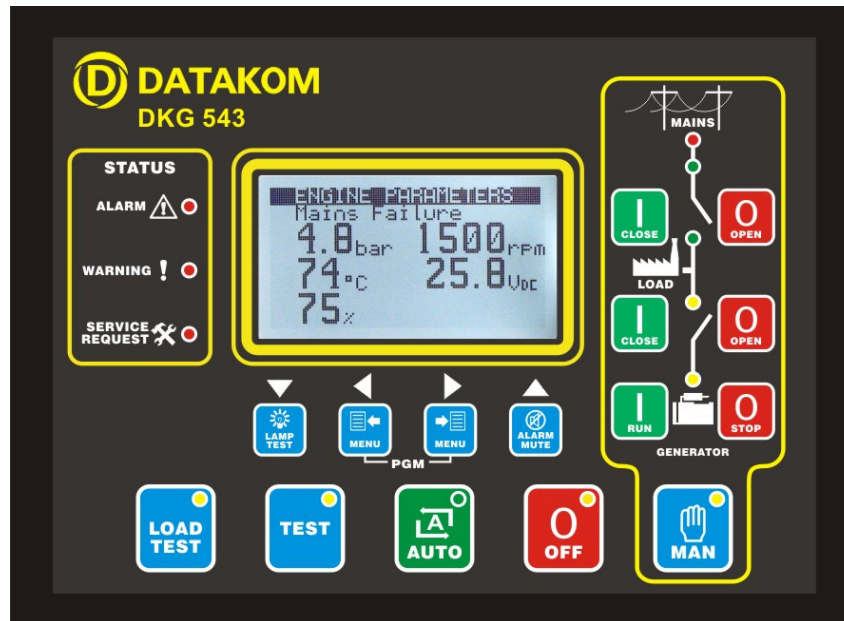 D DATAKOM
DKG 543
STATUS
ALARM
WARNING !
SERVICE
REQUEST
ENGINE PARAMETERS
Mains Failure
4.8bar 1500rpm
74°C 25.8VDC
75%
LAMP
TEST
MENU
MENU
ALARM
MUTE
PGM
LOAD
TEST
TEST
A
AUTO
O
OFF
MAINS
I
CLOSE
O
OPEN
LOAD
I
CLOSE
O
OPEN
I
RUN
O
STOP
GENERATOR
MAN